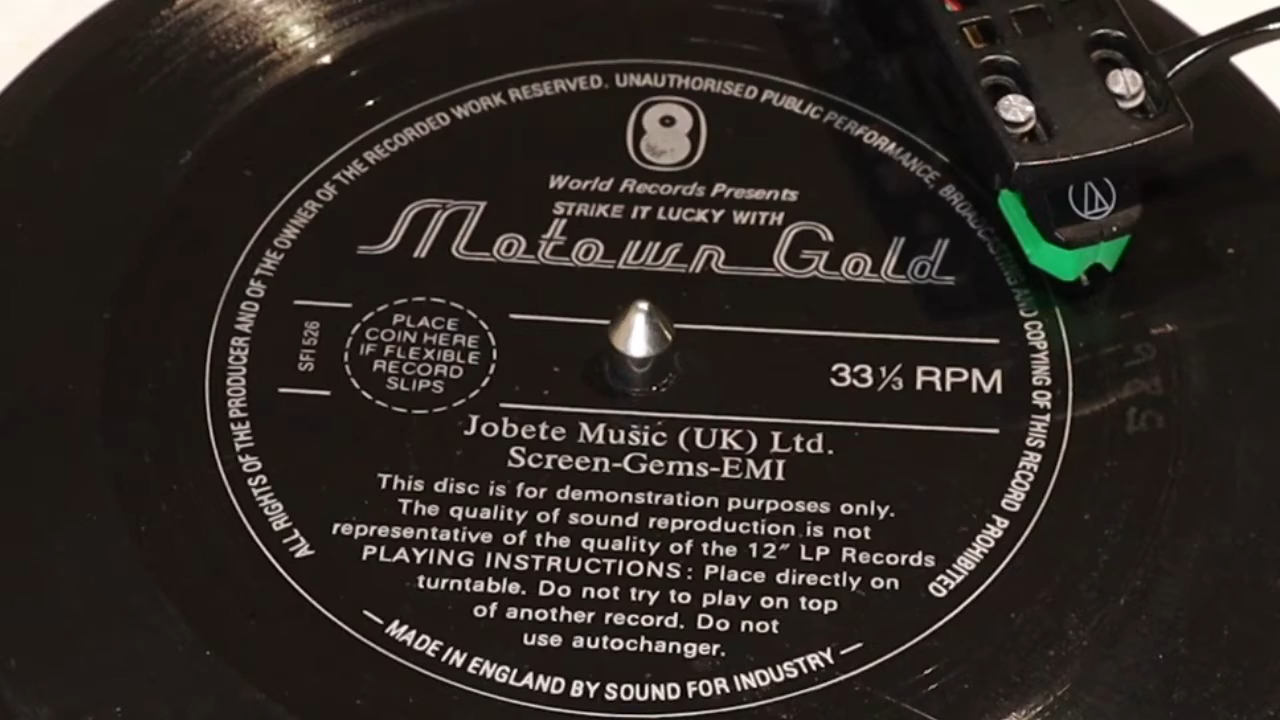 ALL RIGHTS OF THE PRODUCER AND OF THE OWNER OF THE RECORDED WORK RESERVED. UNAUTHORISED PUBLIC PERFORMANCE, BROADCASTING AND COPYING OF THIS RECORD PROHIBITED
8
World Records Presents
STRIKE IT LUCKY WITH
Motown Gold
SFI 526
PLACE
COIN HERE
IF FLEXIBLE
RECORD
SLIPS
33⅓ RPM
Jobete Music (UK) Ltd.
Screen-Gems-EMI
This disc is for demonstration purposes only.
The quality of sound reproduction is not
representative of the quality of the 12″ LP Records
PLAYING INSTRUCTIONS: Place directly on
turntable. Do not try to play on top
of another record. Do not
use autochanger.
— MADE IN ENGLAND BY SOUND FOR INDUSTRY —